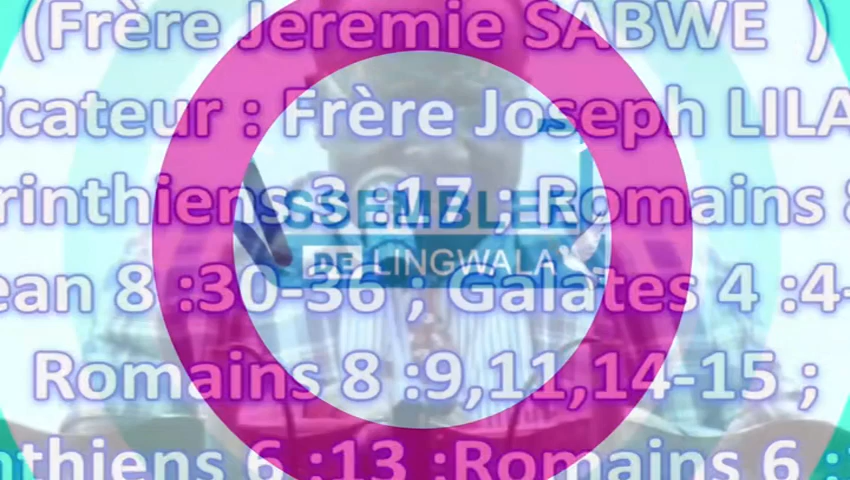 (Frère Jeremie SABWE )
icateur : Frère Joseph LILA
rinthiens 3 :17 ; Romains 8
SSEMBLEE
DE LINGWALA
ean 8 :30-36 ; Galates 4 :4-
Romains 8 :9,11,14-15 ;
nthiens 6 :13 ;Romains 6 :